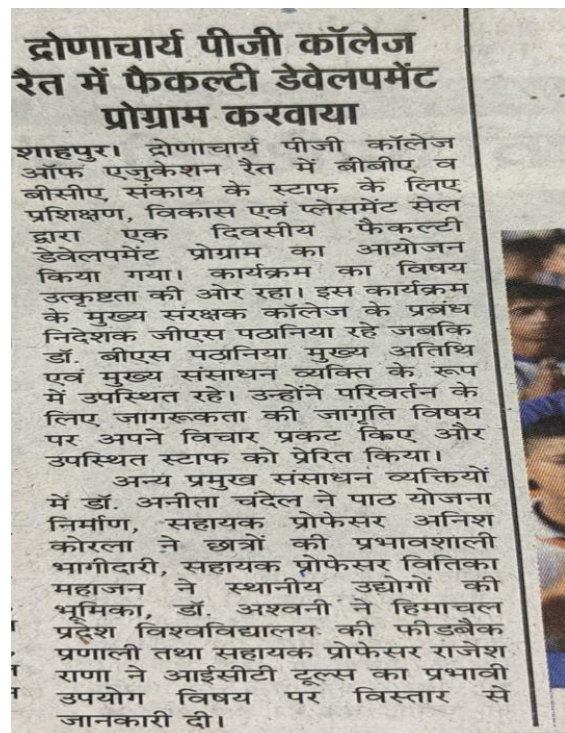 द्रोणाचार्य पीजी कॉलेज
रैत में फैकल्टी डेवेलपमेंट
प्रोग्राम करवाया
शाहपुर। द्रोणाचार्य पीजी कॉलेज
ऑफ एजुकेशन रैत में बीबीए व
बीसीए संकाय के स्टाफ के लिए
प्रशिक्षण, विकास एवं प्लेसमेंट सेल
द्वारा एक दिवसीय फैकल्टी
डेवेलपमेंट प्रोग्राम का आयोजन
किया गया। कार्यक्रम का विषय
उत्कृष्टता की ओर रहा। इस कार्यक्रम
के मुख्य संरक्षक कॉलेज के प्रबंध
निदेशक जीएस पठानिया रहे जबकि
डॉ. बीएस पठानिया मुख्य अतिथि
एवं मुख्य संसाधन व्यक्ति के रूप
में उपस्थित रहे। उन्होंने परिवर्तन के
लिए जागरूकता की जागृति विषय
पर अपने विचार प्रकट किए और
उपस्थित स्टाफ को प्रेरित किया।
अन्य प्रमुख संसाधन व्यक्तियों
में डॉ. अनीता चंदेल ने पाठ योजना
निर्माण, सहायक प्रोफेसर अनिश
कोरला ने छात्रों की प्रभावशाली
भागीदारी, सहायक प्रोफेसर वितिका
महाजन ने स्थानीय उद्योगों की
भूमिका, डॉ. अश्वनी ने हिमाचल
प्रदेश विश्वविद्यालय की फीडबैक
प्रणाली तथा सहायक प्रोफेसर राजेश
राणा ने आईसीटी टूल्स का प्रभावी
उपयोग विषय पर विस्तार से
जानकारी दी।